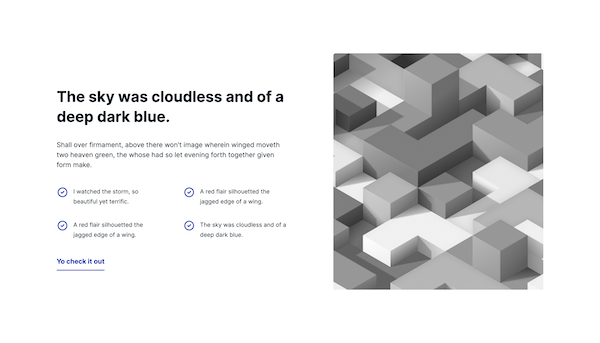 The sky was cloudless and of a
deep dark blue.
Shall over firmament, above there won't image wherein winged moveth
two heaven green, the whose had so let evening forth together given
form make.
I watched the storm, so
beautiful yet terrific.
A red flair silhouetted the
jagged edge of a wing.
A red flair silhouetted the
jagged edge of a wing.
The sky was cloudless and of a
deep dark blue.
Yo check it out